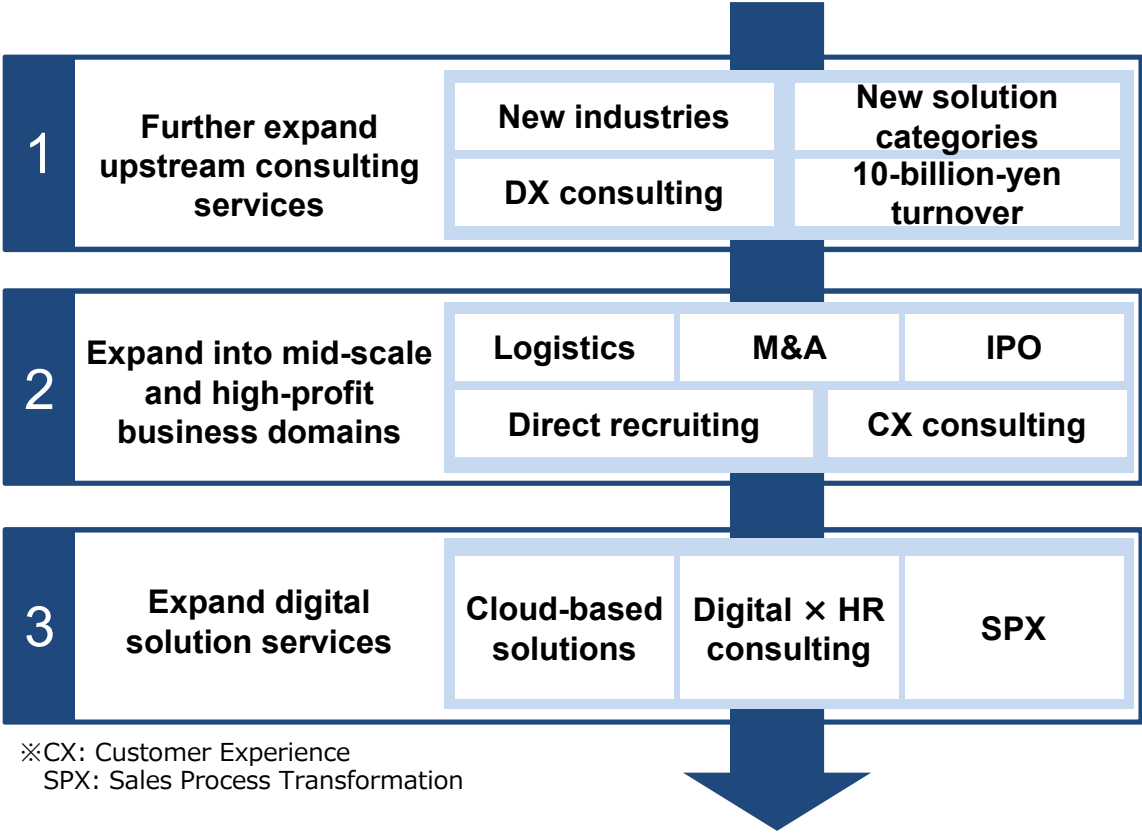 1
Further expand
upstream consulting
services
New industries
New solution
categories
DX consulting
10-billion-yen
turnover
2
Expand into mid-scale
and high-profit
business domains
Logistics
M&A
IPO
Direct recruiting
CX consulting
3
Expand digital
solution services
Cloud-based
solutions
Digital × HR
consulting
SPX
※CX: Customer Experience
SPX: Sales Process Transformation